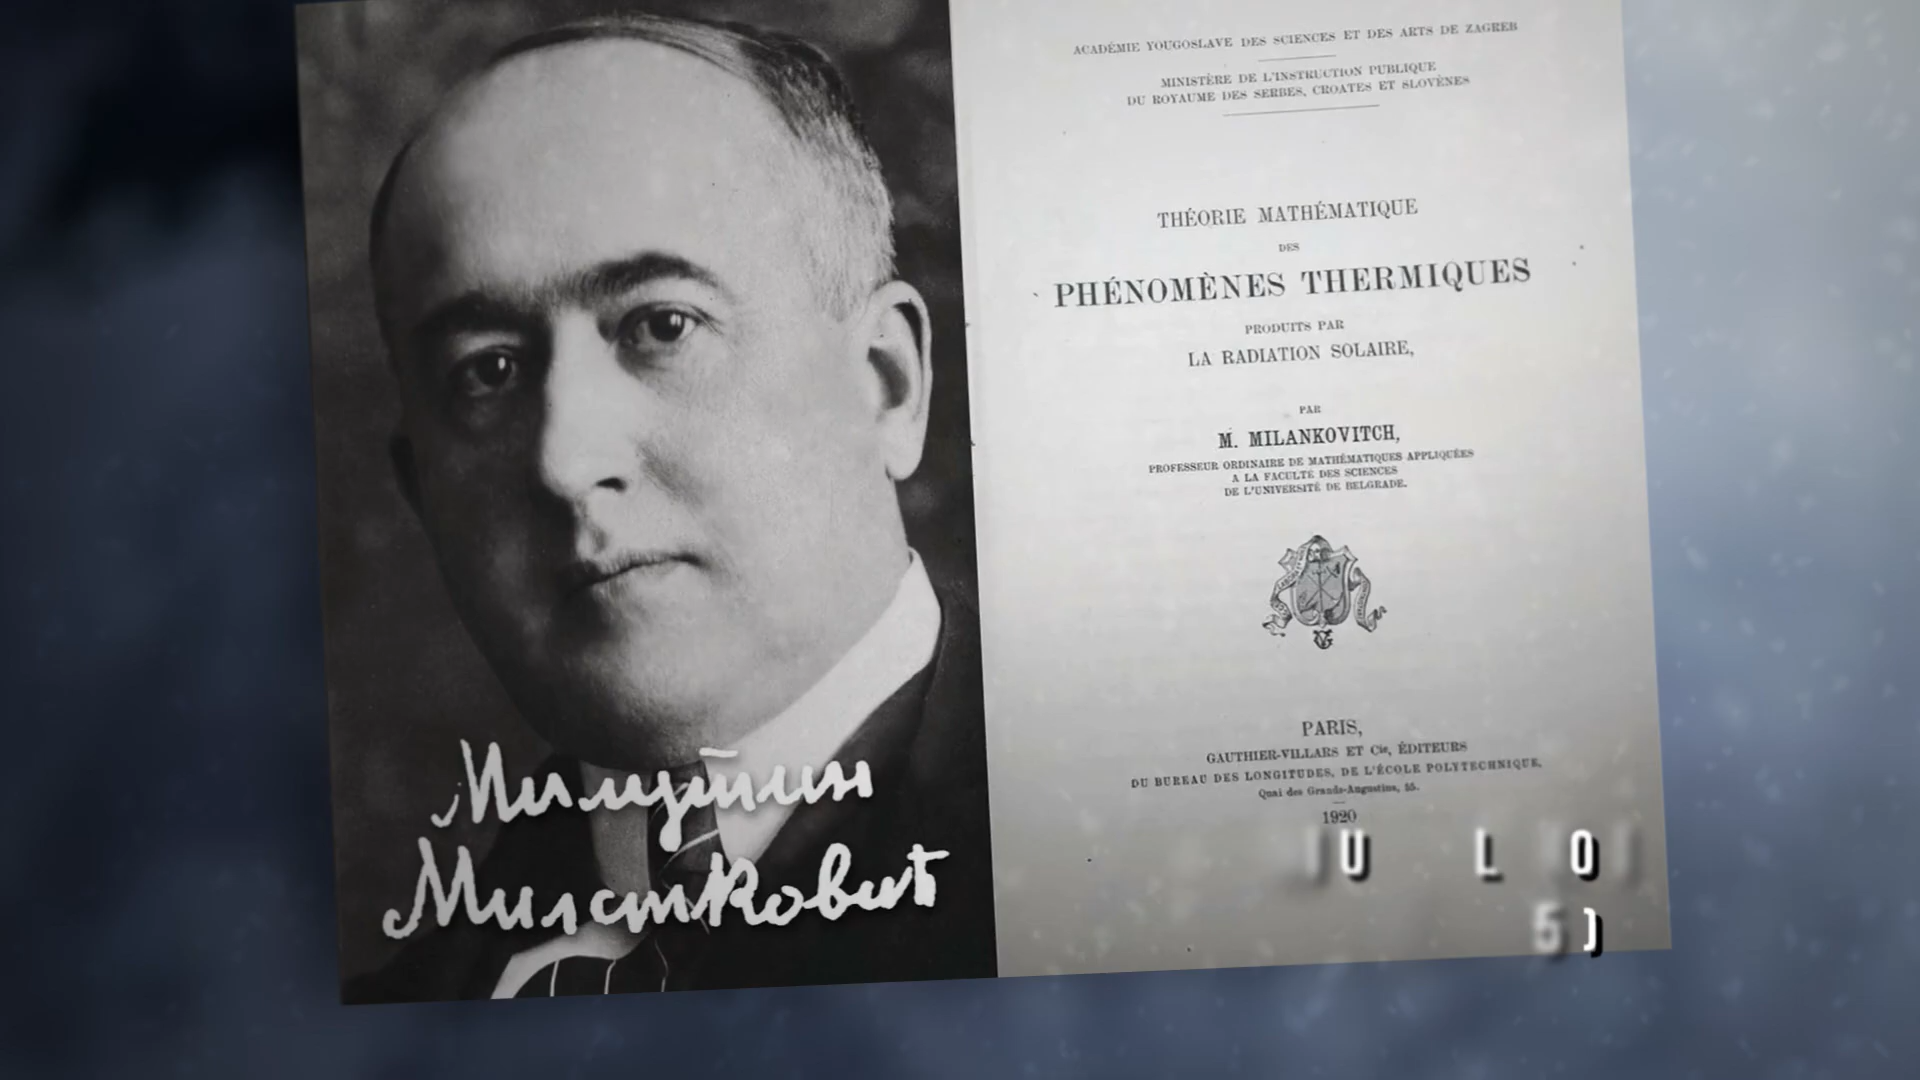 Милутин
Миланковић
ACADÉMIE YOUGOSLAVE DES SCIENCES ET DES ARTS DE ZAGREB
MINISTÈRE DE L'INSTRUCTION PUBLIQUE
DU ROYAUME DES SERBES, CROATES ET SLOVÈNES
THÉORIE MATHÉMATIQUE
DES
PHÉNOMÈNES THERMIQUES
PRODUITS PAR
LA RADIATION SOLAIRE,
PAR
M. MILANKOVITCH,
PROFESSEUR ORDINAIRE DE MATHÉMATIQUES APPLIQUÉES
A LA FACULTÉ DES SCIENCES
DE L'UNIVERSITÉ DE BELGRADE.
PARIS,
GAUTHIER-VILLARS ET Cie, ÉDITEURS
DU BUREAU DES LONGITUDES, DE L'ÉCOLE POLYTECHNIQUE,
Quai des Grands-Augustins, 55.
1920
U L O
5)